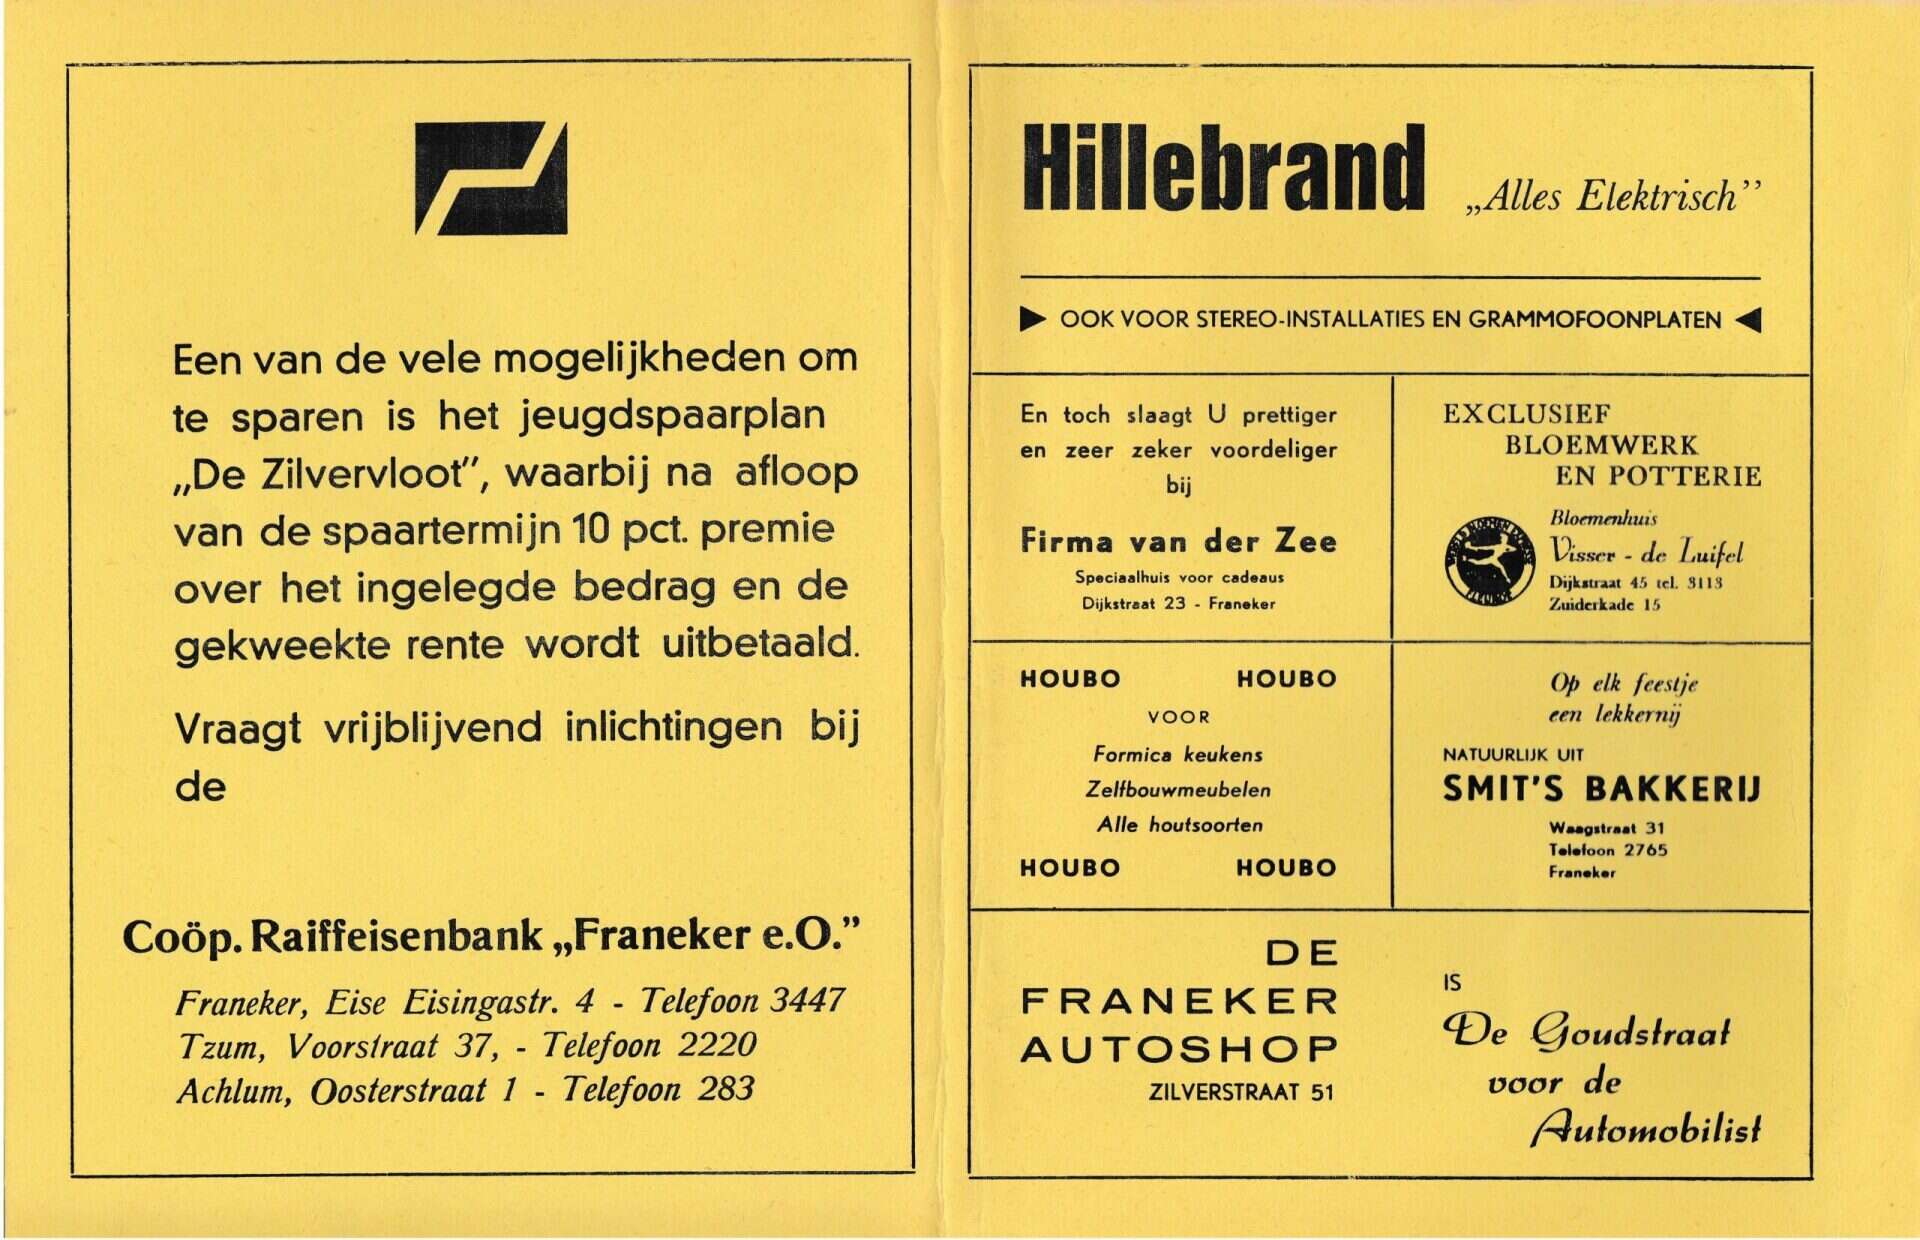 Een van de vele mogelijkheden om
te sparen is het jeugdspaarplan
„De Zilvervloot”, waarbij na afloop
van de spaartermijn 10 pct. premie
over het ingelegde bedrag en de
gekweekte rente wordt uitbetaald.
Vraagt vrijblijvend inlichtingen bij
de
Coöp. Raiffeisenbank „Franeker e.O.”
Franeker, Eise Eisingastr. 4 - Telefoon 3447
Tzum, Voorstraat 37, - Telefoon 2220
Achlum, Oosterstraat 1 - Telefoon 283
Hillebrand „Alles Elektrisch’’
OOK VOOR STEREO-INSTALLATIES EN GRAMMOFOONPLATEN
En toch slaagt U prettiger
en zeer zeker voordeliger
bij
Firma van der Zee
Speciaalhuis voor cadeaus
Dijkstraat 23 - Franeker
EXCLUSIEF
BLOEMWERK
EN POTTERIE
Bloemenhuis
Visser - de Luifel
Dijkstraat 45 tel. 3113
Zuiderkade 15
HOUBO HOUBO
VOOR
Formica keukens
Zelfbouwmeubelen
Alle houtsoorten
HOUBO HOUBO
Op elk feestje
een lekkernij
NATUURLIJK UIT
SMIT'S BAKKERIJ
Waagstraat 31
Telefoon 2765
Franeker
DE
FRANEKER
AUTOSHOP
ZILVERSTRAAT 51
IS
De Goudstraat
voor de
Automobilist